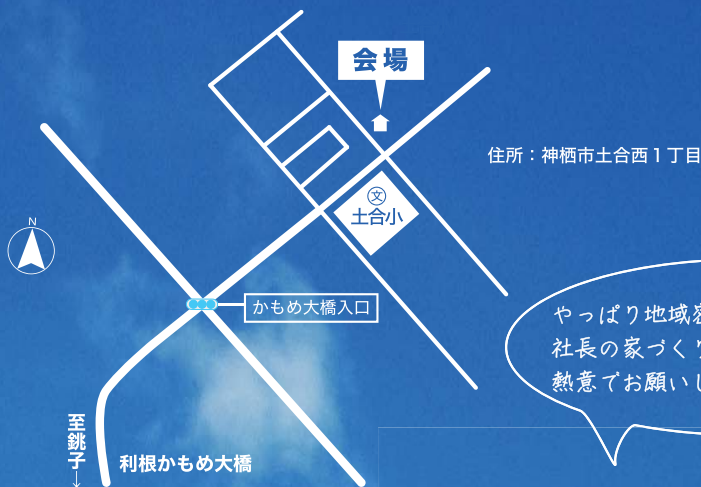 会場
住所：神栖市土合西1丁目
N
文
土合小
かもめ大橋入口
やっぱり地域密
社長の家づくり
熱意でお願いし
至銚子→
利根かもめ大橋